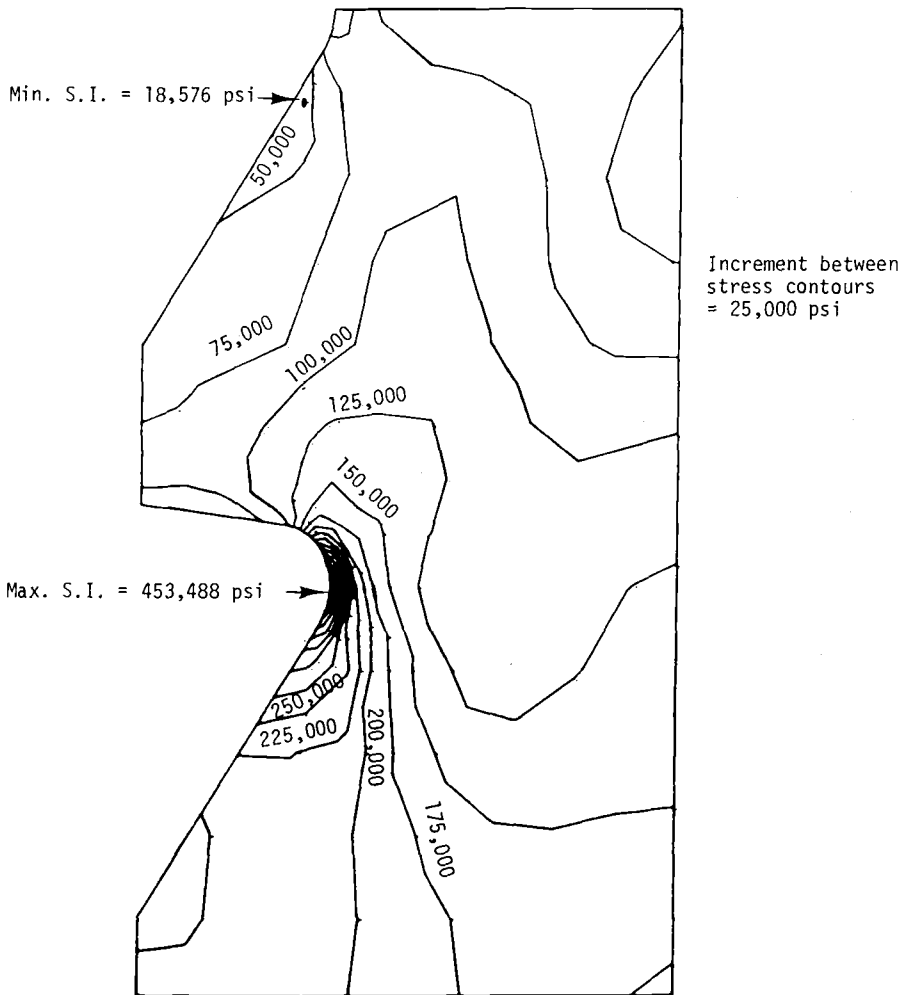 Min. S.I. = 18,576 psi
50,000
Increment between
stress contours
= 25,000 psi
75,000
100,000
125,000
150,000
Max. S.I. = 453,488 psi
250,000
225,000
200,000
175,000